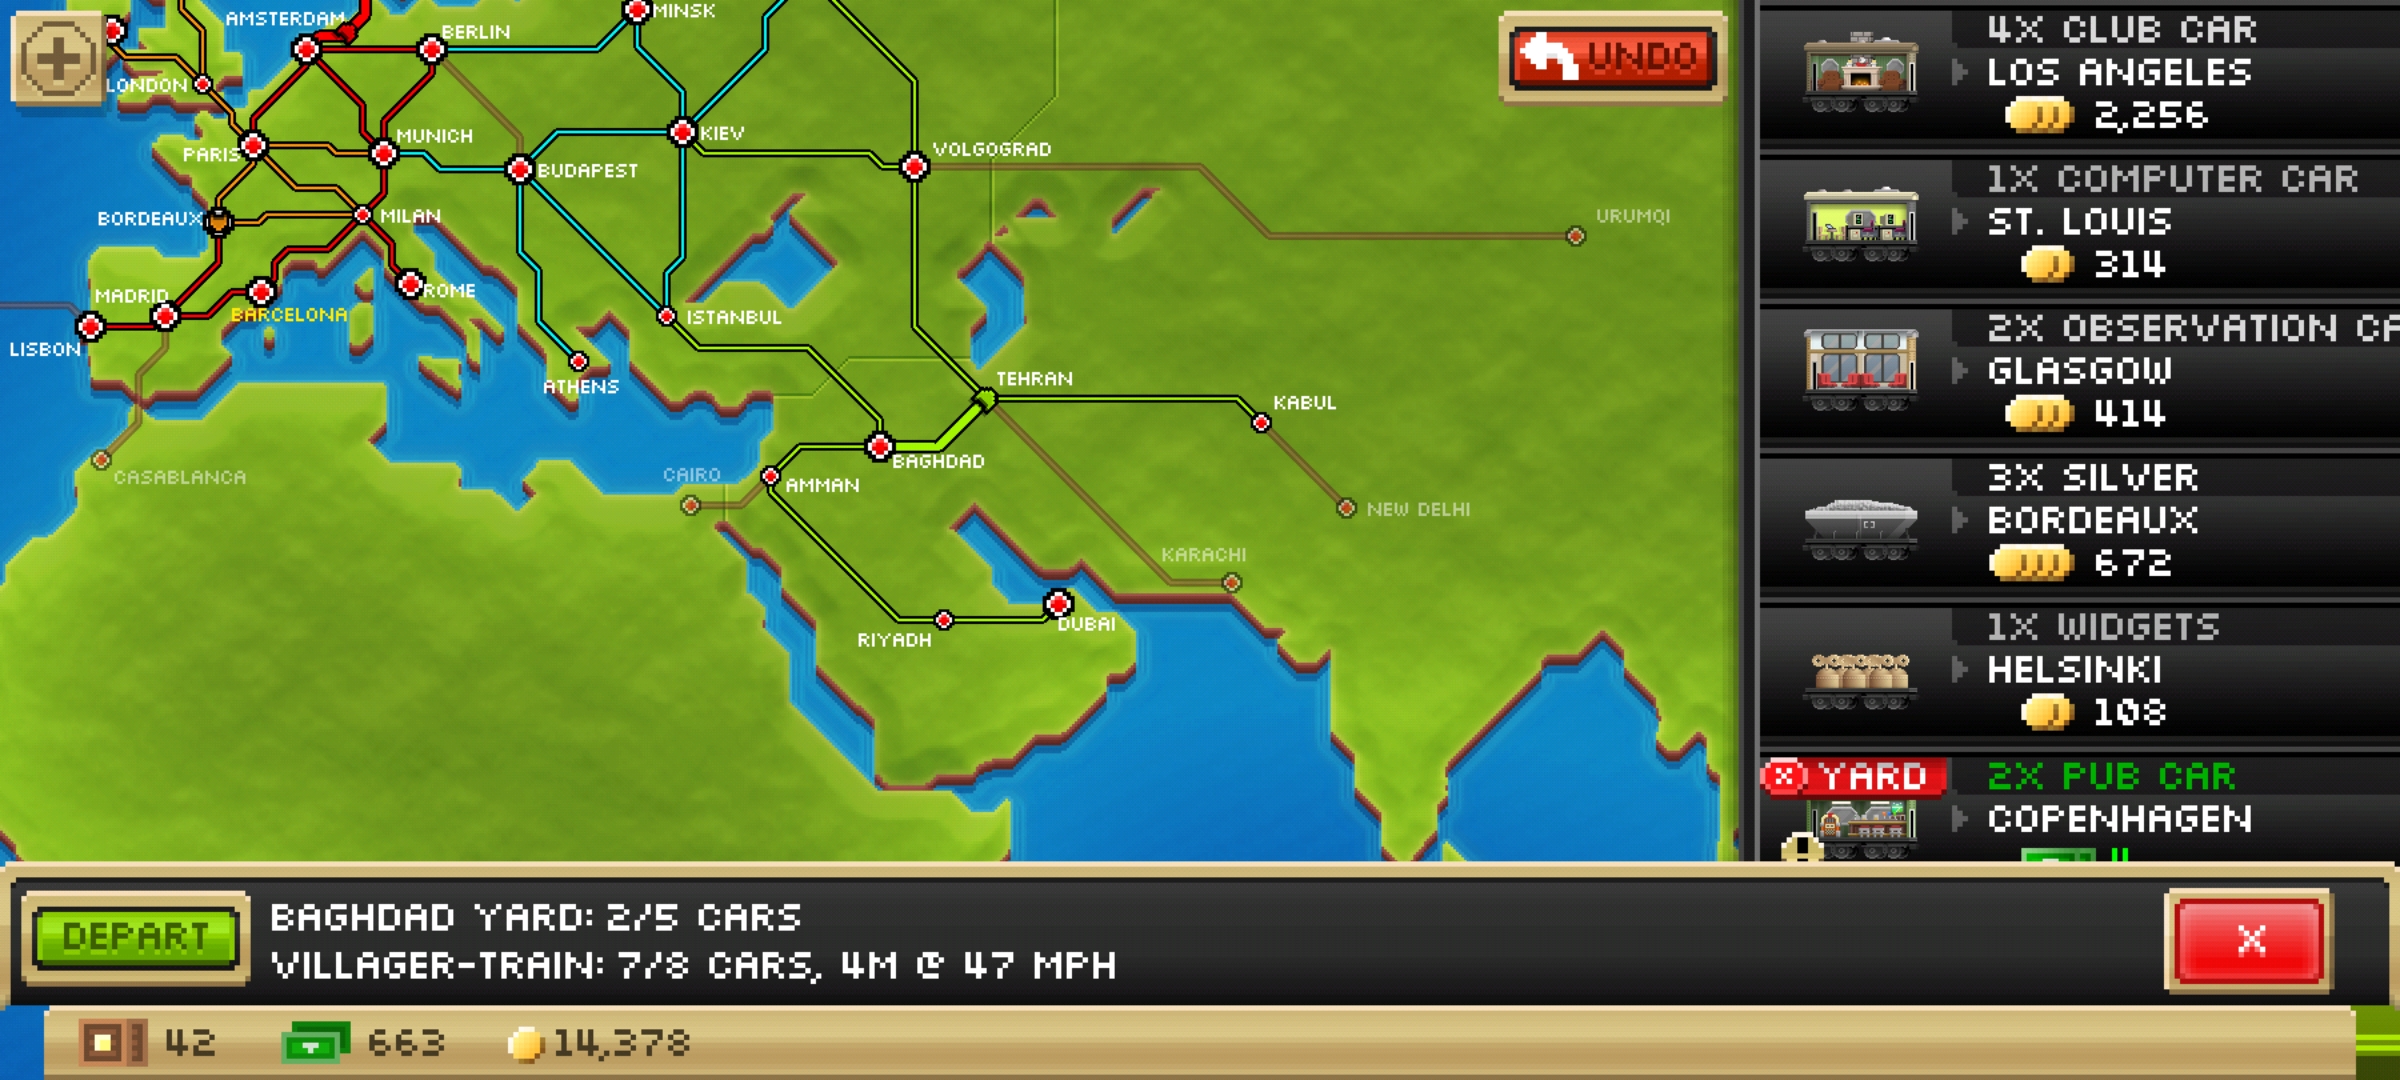 AMSTERDAM
MINSK
BERLIN
LONDON
MUNICH
KIEV
PARIS
BUDAPEST
VOLGOGRAD
BORDEAUX
MILAN
URUMQI
MADRID
ROME
BARCELONA
ISTANBUL
LISBON
ATHENS
TEHRAN
KABUL
BAGHDAD
CASABLANCA
CAIRO
AMMAN
NEW DELHI
KARACHI
RIYADH
DUBAI
UNDO
4X CLUB CAR
LOS ANGELES
2,256
1X COMPUTER CAR
ST. LOUIS
314
2X OBSERVATION CA
GLASGOW
414
3X SILVER
BORDEAUX
672
1X WIDGETS
HELSINKI
108
X YARD
2X PUB CAR
COPENHAGEN
DEPART
BAGHDAD YARD: 2/5 CARS
VILLAGER-TRAIN: 7/8 CARS, 4M @ 47 MPH
X
42
663
14,378